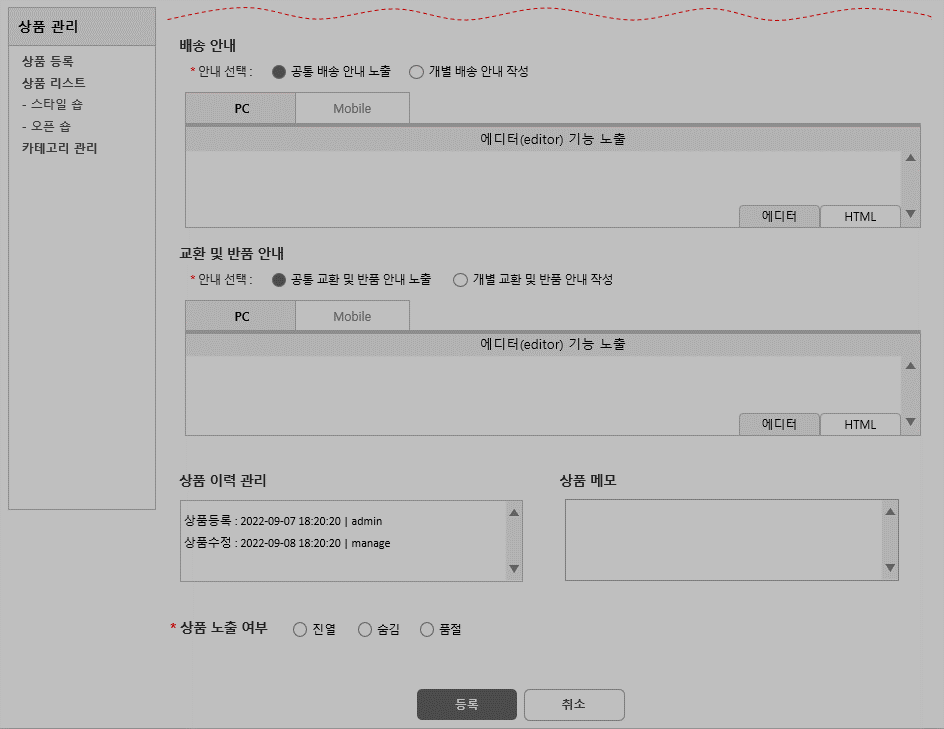 상품 관리
상품 등록
상품 리스트
- 스타일 숍
- 오픈 숍
카테고리 관리
배송 안내
* 안내 선택 : 공통 배송 안내 노출 개별 배송 안내 작성
PC Mobile
에디터(editor) 기능 노출
에디터 HTML
교환 및 반품 안내
* 안내 선택 : 공통 교환 및 반품 안내 노출 개별 교환 및 반품 안내 작성
PC Mobile
에디터(editor) 기능 노출
에디터 HTML
상품 이력 관리
상품등록 : 2022-09-07 18:20:20 | admin
상품수정 : 2022-09-08 18:20:20 | manage
상품 메모
* 상품 노출 여부 진열 숨김 품절
등록 취소